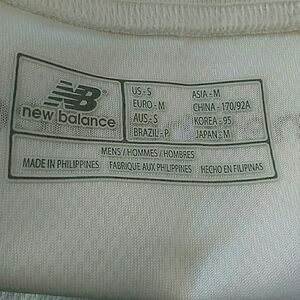 NB
new balance
US - S
EURO - M
AUS - S
BRAZIL - P
ASIA - M
CHINA - 170/92A
KOREA - 95
JAPAN - M
MENS / HOMMES / HOMBRES
MADE IN PHILIPPINES FABRIQUE AUX PHILIPPINES HECHO EN FILIPINAS